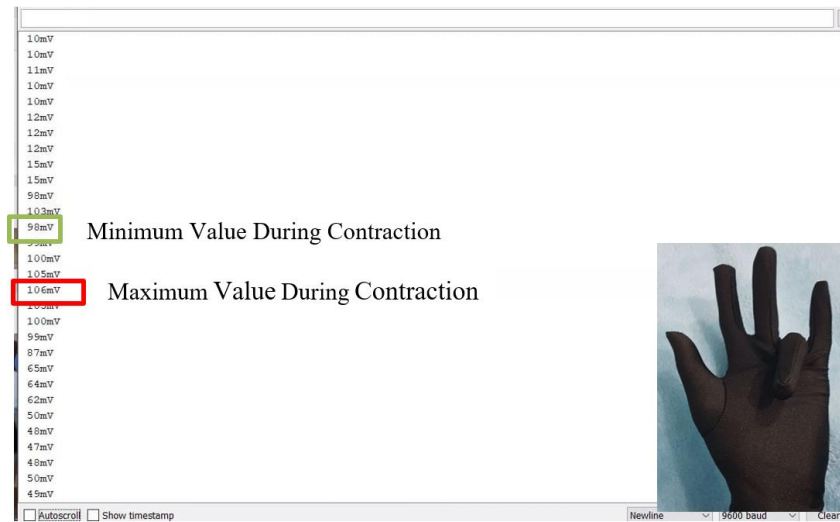 10mV
10mV
11mV
10mV
10mV
12mV
12mV
12mV
15mV
15mV
98mV
103mV
98mV Minimum Value During Contraction
99mV
100mV
105mV
106mV Maximum Value During Contraction
100mV
99mV
87mV
65mV
64mV
62mV
50mV
48mV
47mV
48mV
50mV
49mV
Autoscroll Show timestamp Newline 9600 baud Clear